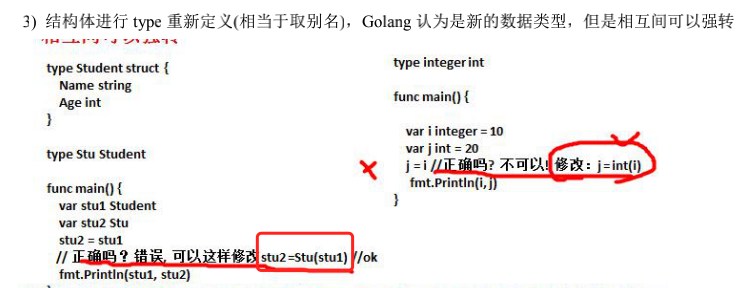 3) 结构体进行 type 重新定义(相当于取别名)，Golang 认为是新的数据类型，但是相互间可以强转
type Student struct {
Name string
Age int
}
type Stu Student
func main() {
var stu1 Student
var stu2 Stu
stu2 = stu1
// 正确吗？错误, 可以这样修改 stu2 =Stu(stu1) //ok
fmt.Println(stu1, stu2)
type integer int
func main() {
var i integer = 10
var j int = 20
j = i //正确吗？不可以! 修改：j=int(i)
fmt.Println(i, j)
}